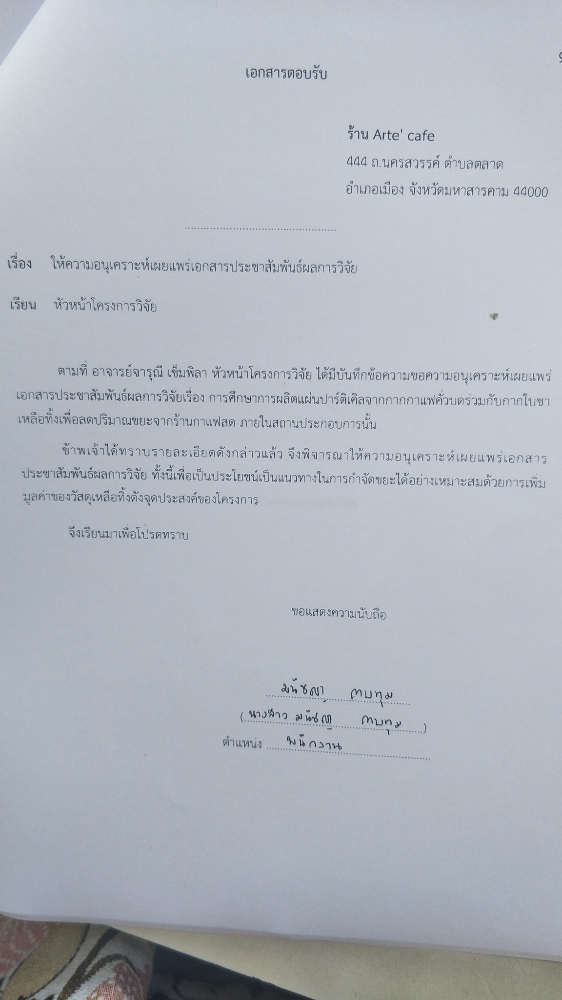 เอกสารตอบรับ
ร้าน Arte' cafe
444 ถ.นครสวรรค์ ตำบลตลาด
อำเภอเมือง จังหวัดมหาสารคาม 44000
................................................
เรื่อง ให้ความอนุเคราะห์เผยแพร่เอกสารประชาสัมพันธ์ผลการวิจัย
เรียน หัวหน้าโครงการวิจัย
ตามที่ อาจารย์จารุณี เข็มพิลา หัวหน้าโครงการวิจัย ได้มีบันทึกข้อความขอความอนุเคราะห์เผยแพร่
เอกสารประชาสัมพันธ์ผลการวิจัยเรื่อง การศึกษาการผลิตแผ่นปาร์ติเคิลจากกากกาแฟคั่วบดร่วมกับกากใบชา
เหลือทิ้งเพื่อลดปริมาณขยะจากร้านกาแฟสด ภายในสถานประกอบการนั้น
ข้าพเจ้าได้ทราบรายละเอียดดังกล่าวแล้ว จึงพิจารณาให้ความอนุเคราะห์เผยแพร่เอกสาร
ประชาสัมพันธ์ผลการวิจัย ทั้งนี้เพื่อเป็นประโยชน์เป็นแนวทางในการกำจัดขยะได้อย่างเหมาะสมด้วยการเพิ่ม
มูลค่าของวัสดุเหลือทิ้งดังจุดประสงค์ของโครงการ
จึงเรียนมาเพื่อโปรดทราบ
ขอแสดงความนับถือ
มนัชญา
(นางสาว มนัชญา )
ตำแหน่ง พนักงาน